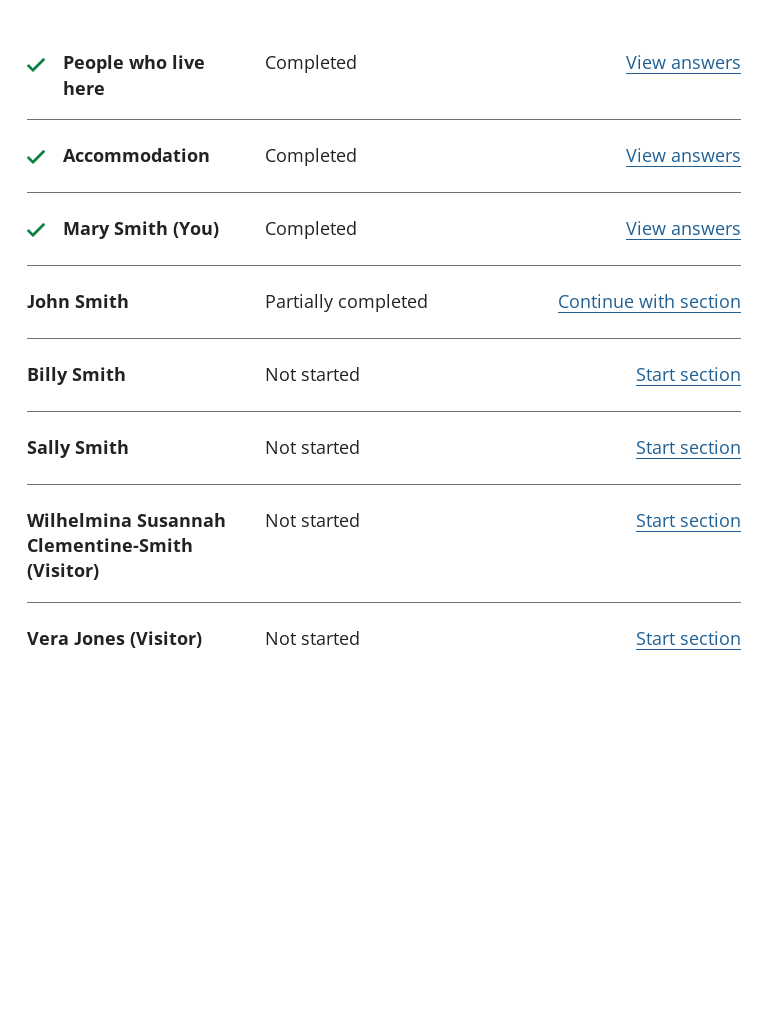 People who live Completed View answers
here
Accommodation Completed View answers
Mary Smith (You) Completed View answers
John Smith Partially completed Continue with section
Billy Smith Not started Start section
Sally Smith Not started Start section
Wilhelmina Susannah Not started Start section
Clementine-Smith
(Visitor)
Vera Jones (Visitor) Not started Start section